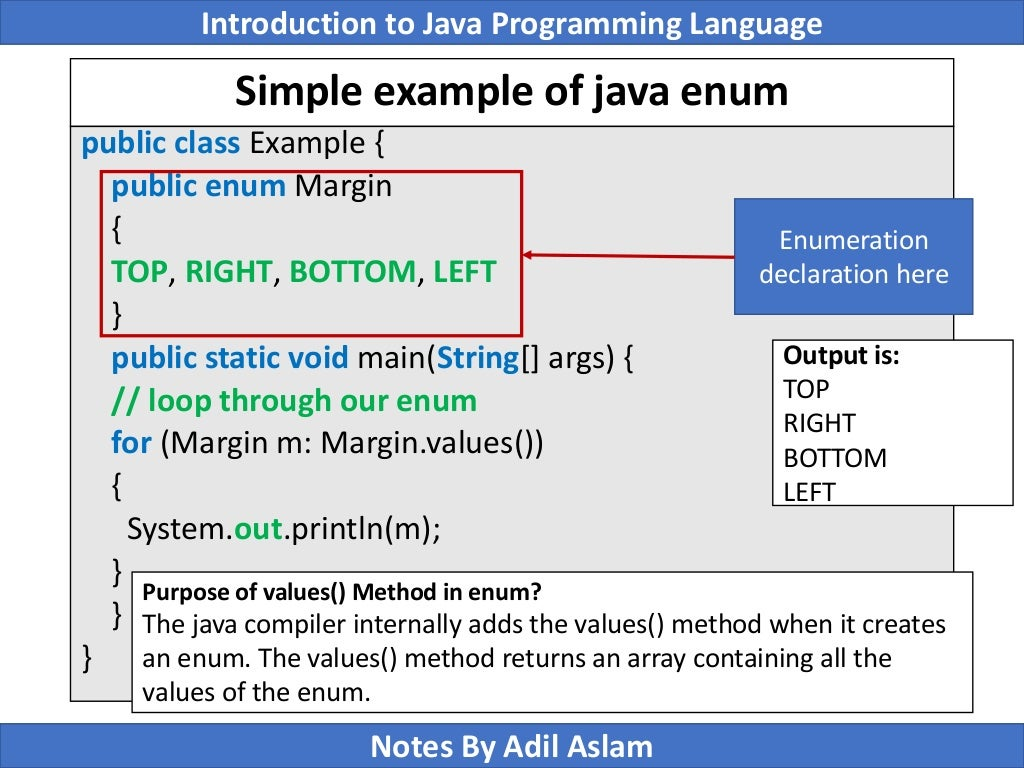 Introduction to Java Programming Language
Simple example of java enum
public class Example {
public enum Margin
{
TOP, RIGHT, BOTTOM, LEFT
}
public static void main(String[] args) {
// loop through our enum
for (Margin m: Margin.values())
{
System.out.println(m);
}
}
}
Enumeration
declaration here
Output is:
TOP
RIGHT
BOTTOM
LEFT
Purpose of values() Method in enum?
The java compiler internally adds the values() method when it creates
an enum. The values() method returns an array containing all the
values of the enum.
Notes By Adil Aslam